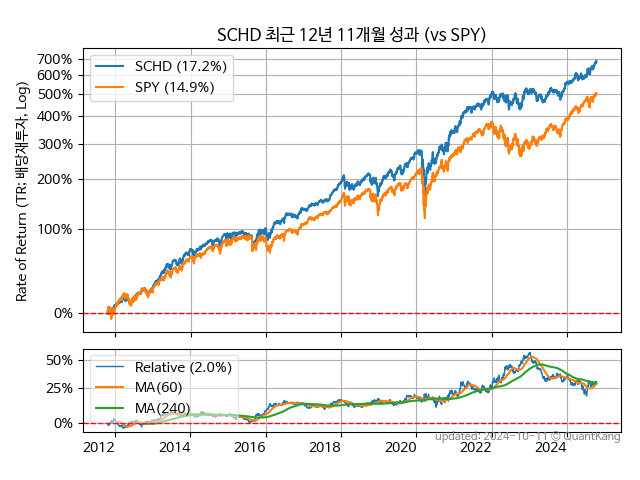 SCHD 최근 12년 11개월 성과 (vs SPY)
Rate of Return (TR; 배당재투자, Log)
700%
600%
500%
400%
300%
200%
100%
0%
SCHD (17.2%)
SPY (14.9%)
50%
25%
0%
Relative (2.0%)
MA(60)
MA(240)
2012 2014 2016 2018 2020 2022 2024
updated: 2024-10-11 © QuantKang